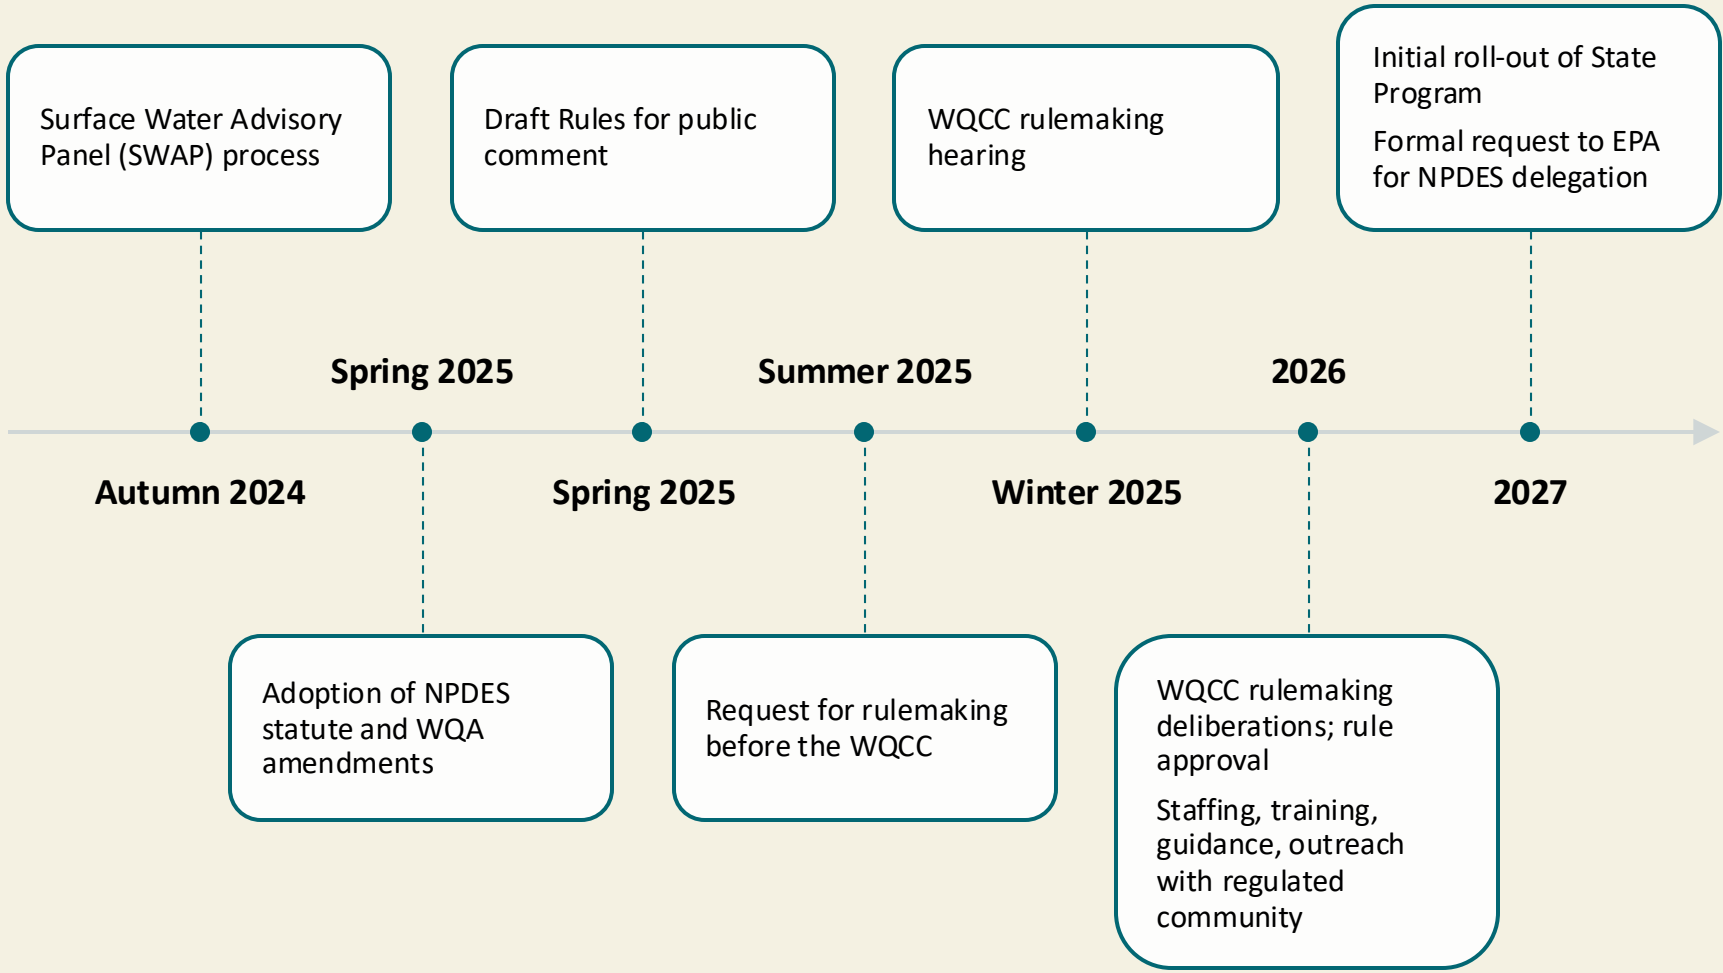 Surface Water Advisory
Panel (SWAP) process
Draft Rules for public
comment
WQCC rulemaking
hearing
Initial roll-out of State
Program
Formal request to EPA
for NPDES delegation
Spring 2025
Summer 2025
2026
Autumn 2024
Spring 2025
Winter 2025
2027
Adoption of NPDES
statute and WQA
amendments
Request for rulemaking
before the WQCC
WQCC rulemaking
deliberations; rule
approval
Staffing, training,
guidance, outreach
with regulated
community